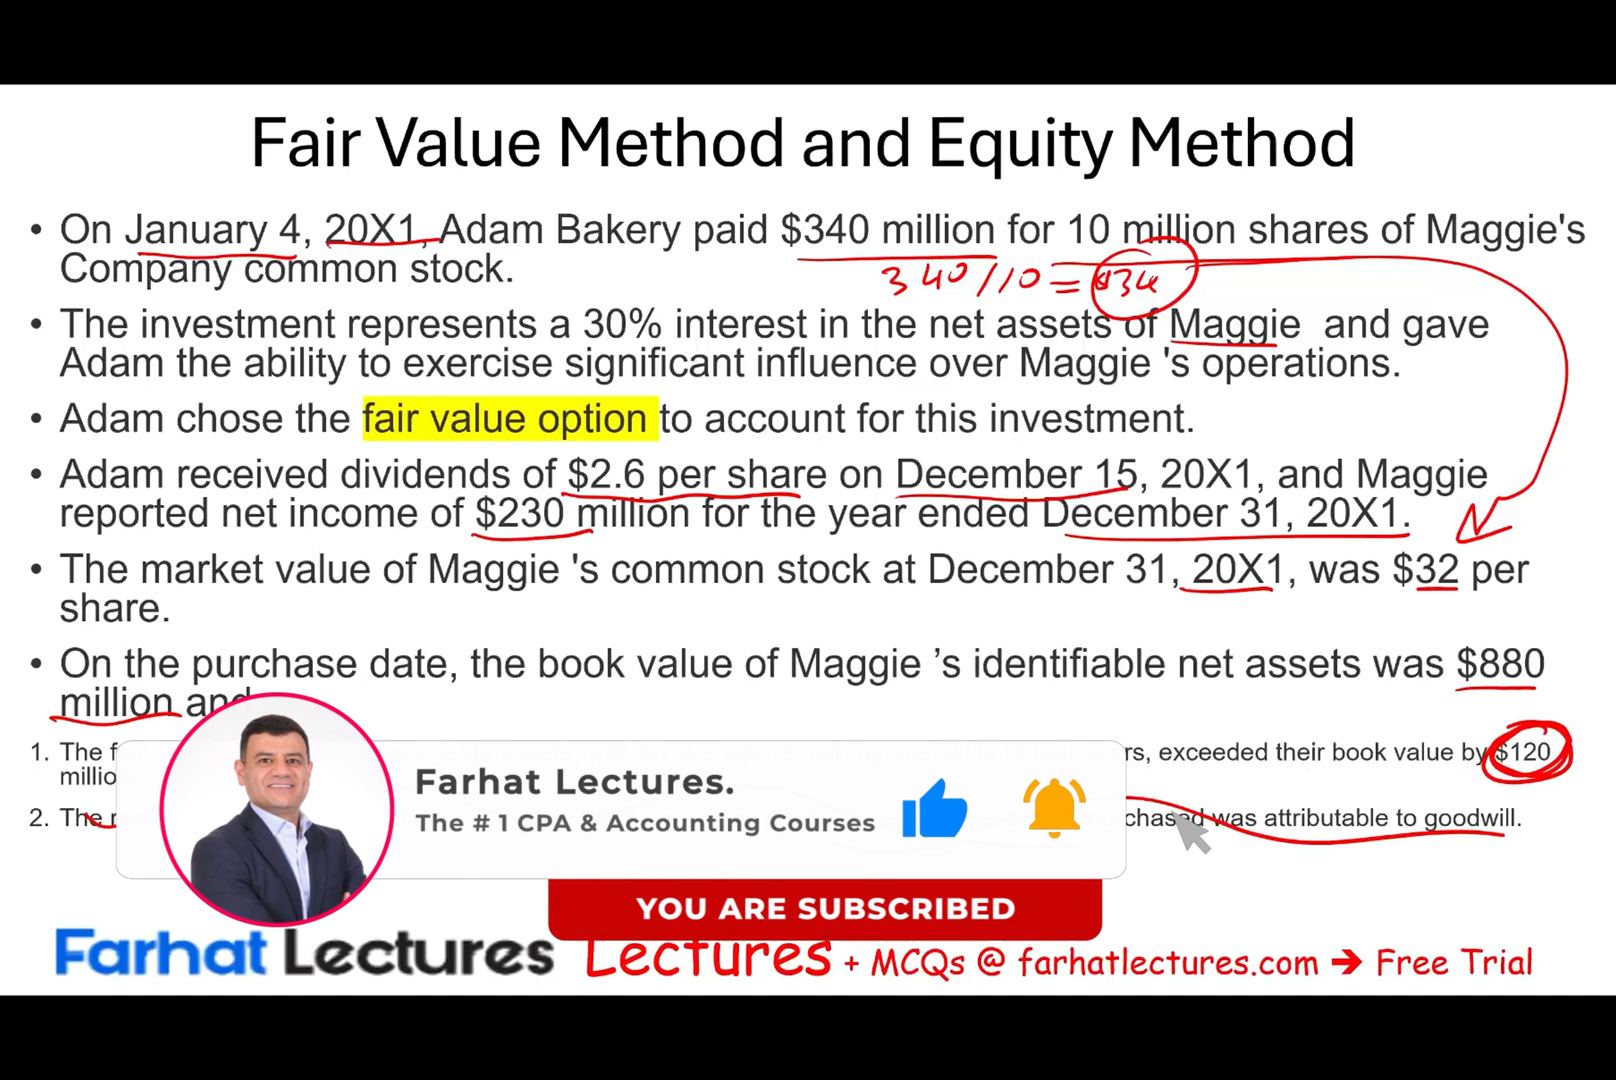 Fair Value Method and Equity Method
• On January 4, 20X1, Adam Bakery paid $340 million for 10 million shares of Maggie's
Company common stock.
340/10 = $34
• The investment represents a 30% interest in the net assets of Maggie and gave
Adam the ability to exercise significant influence over Maggie 's operations.
• Adam chose the fair value option to account for this investment.
• Adam received dividends of $2.6 per share on December 15, 20X1, and Maggie
reported net income of $230 million for the year ended December 31, 20X1.
• The market value of Maggie 's common stock at December 31, 20X1, was $32 per
share.
• On the purchase date, the book value of Maggie ’s identifiable net assets was $880
million and
1. The exceeded their book value by $120
2. The was attributable to goodwill.
Farhat Lectures.
The # 1 CPA & Accounting Courses
YOU ARE SUBSCRIBED
Farhat Lectures Lectures + MCQs @ farhatlectures.com → Free Trial